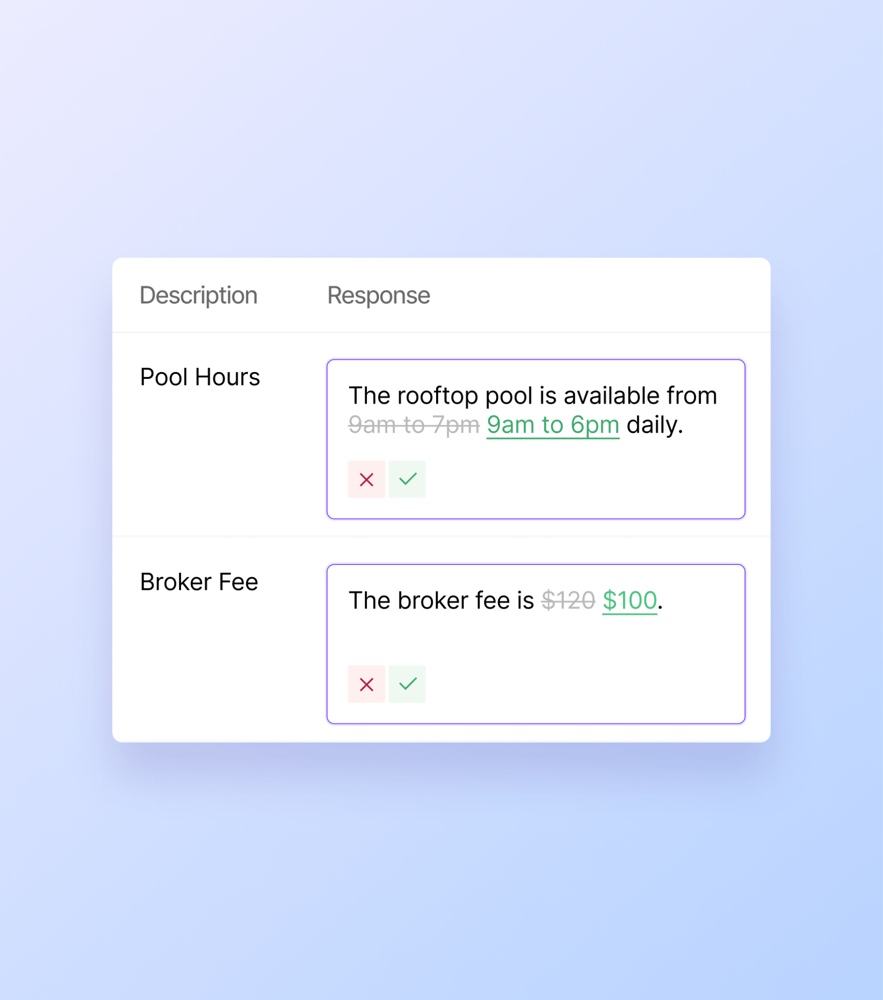 Description Response
Pool Hours
The rooftop pool is available from
9am to 7pm 9am to 6pm daily.
Broker Fee
The broker fee is $120 $100.